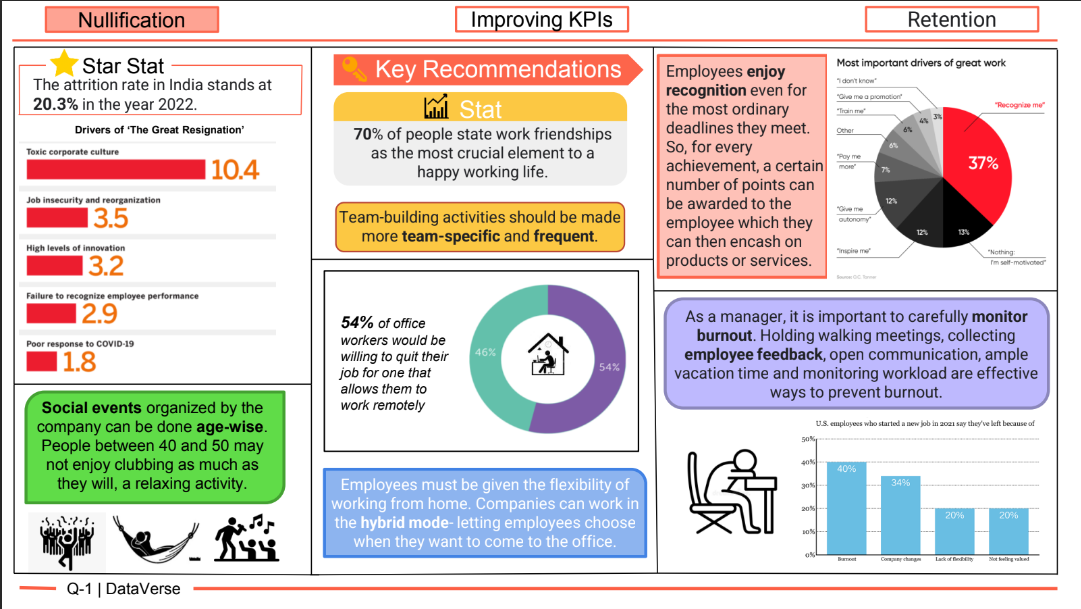 Nullification
Improving KPIs
Retention
Star Stat
The attrition rate in India stands at
20.3% in the year 2022.
Drivers of ‘The Great Resignation’
Toxic corporate culture
10.4
Job insecurity and reorganization
3.5
High levels of innovation
3.2
Failure to recognize employee performance
2.9
Poor response to COVID-19
1.8
Social events organized by the
company can be done age-wise.
People between 40 and 50 may
not enjoy clubbing as much as
they will, a relaxing activity.
Key Recommendations
Stat
70% of people state work friendships
as the most crucial element to a
happy working life.
Team-building activities should be made
more team-specific and frequent.
54% of office
workers would be
willing to quit their
job for one that
allows them to
work remotely
46%
54%
Employees must be given the flexibility of
working from home. Companies can work in
the hybrid mode- letting employees choose
when they want to come to the office.
Employees enjoy
recognition even for
the most ordinary
deadlines they meet.
So, for every
achievement, a certain
number of points can
be awarded to the
employee which they
can then encash on
products or services.
Most important drivers of great work
"I don't know"
"Give me a promotion"
"Train me"
Other
"Pay me
more"
"Give me
autonomy"
"Inspire me"
"Nothing:
I'm self-motivated"
"Recognize me"
3%
4%
6%
6%
7%
12%
12%
13%
37%
As a manager, it is important to carefully monitor
burnout. Holding walking meetings, collecting
employee feedback, open communication, ample
vacation time and monitoring workload are effective
ways to prevent burnout.
U.S. employees who started a new job in 2021 say they've left because of
50%
40%
30%
20%
10%
0%
40%
34%
20%
20%
Burnout
Company changes
Lack of flexibility
Not feeling valued
Q-1 | DataVerse